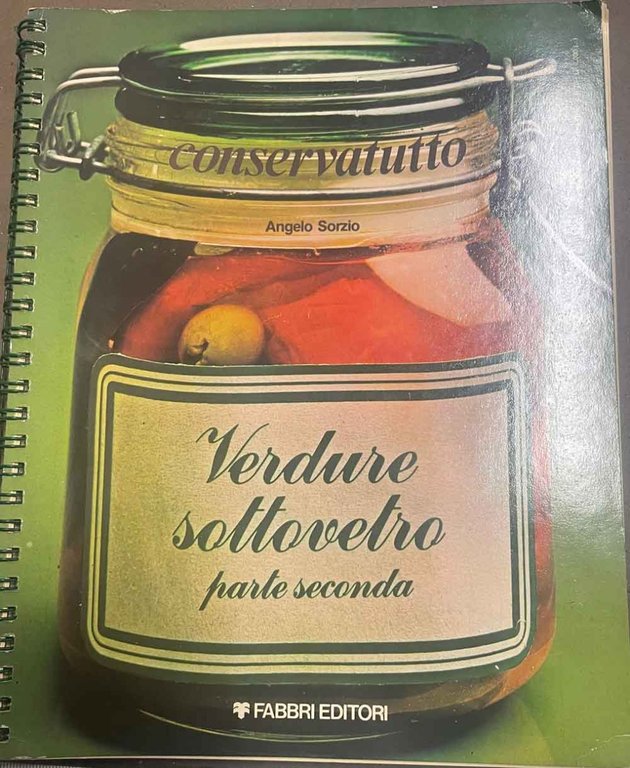 conservatutto
Angelo Sorzio
Verdure
sottovetro
parte seconda
FABBRI EDITORI